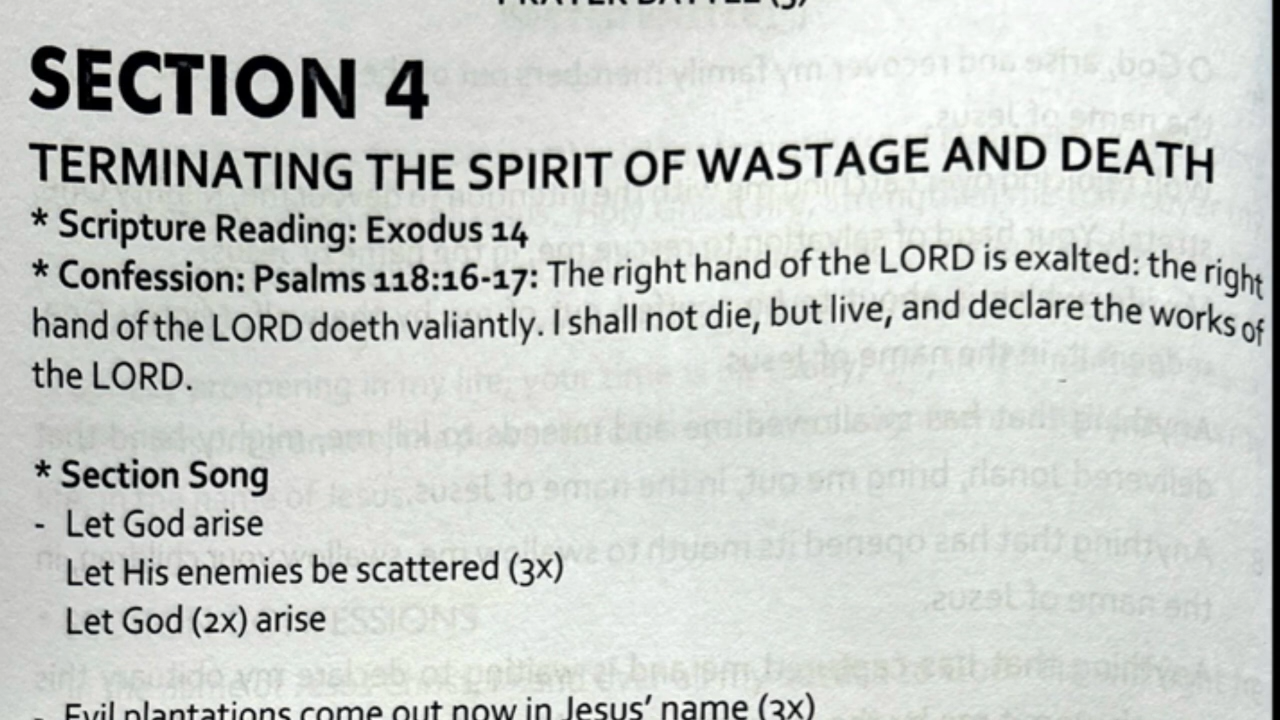 PRAYER BATTLE (3)
SECTION 4
TERMINATING THE SPIRIT OF WASTAGE AND DEATH
* Scripture Reading: Exodus 14
* Confession: Psalms 118:16-17: The right hand of the LORD is exalted: the right
hand of the LORD doeth valiantly. I shall not die, but live, and declare the works of
the LORD.
* Section Song
- Let God arise
Let His enemies be scattered (3x)
Let God (2x) arise
- Evil plantations come out now in Jesus' name (3x)